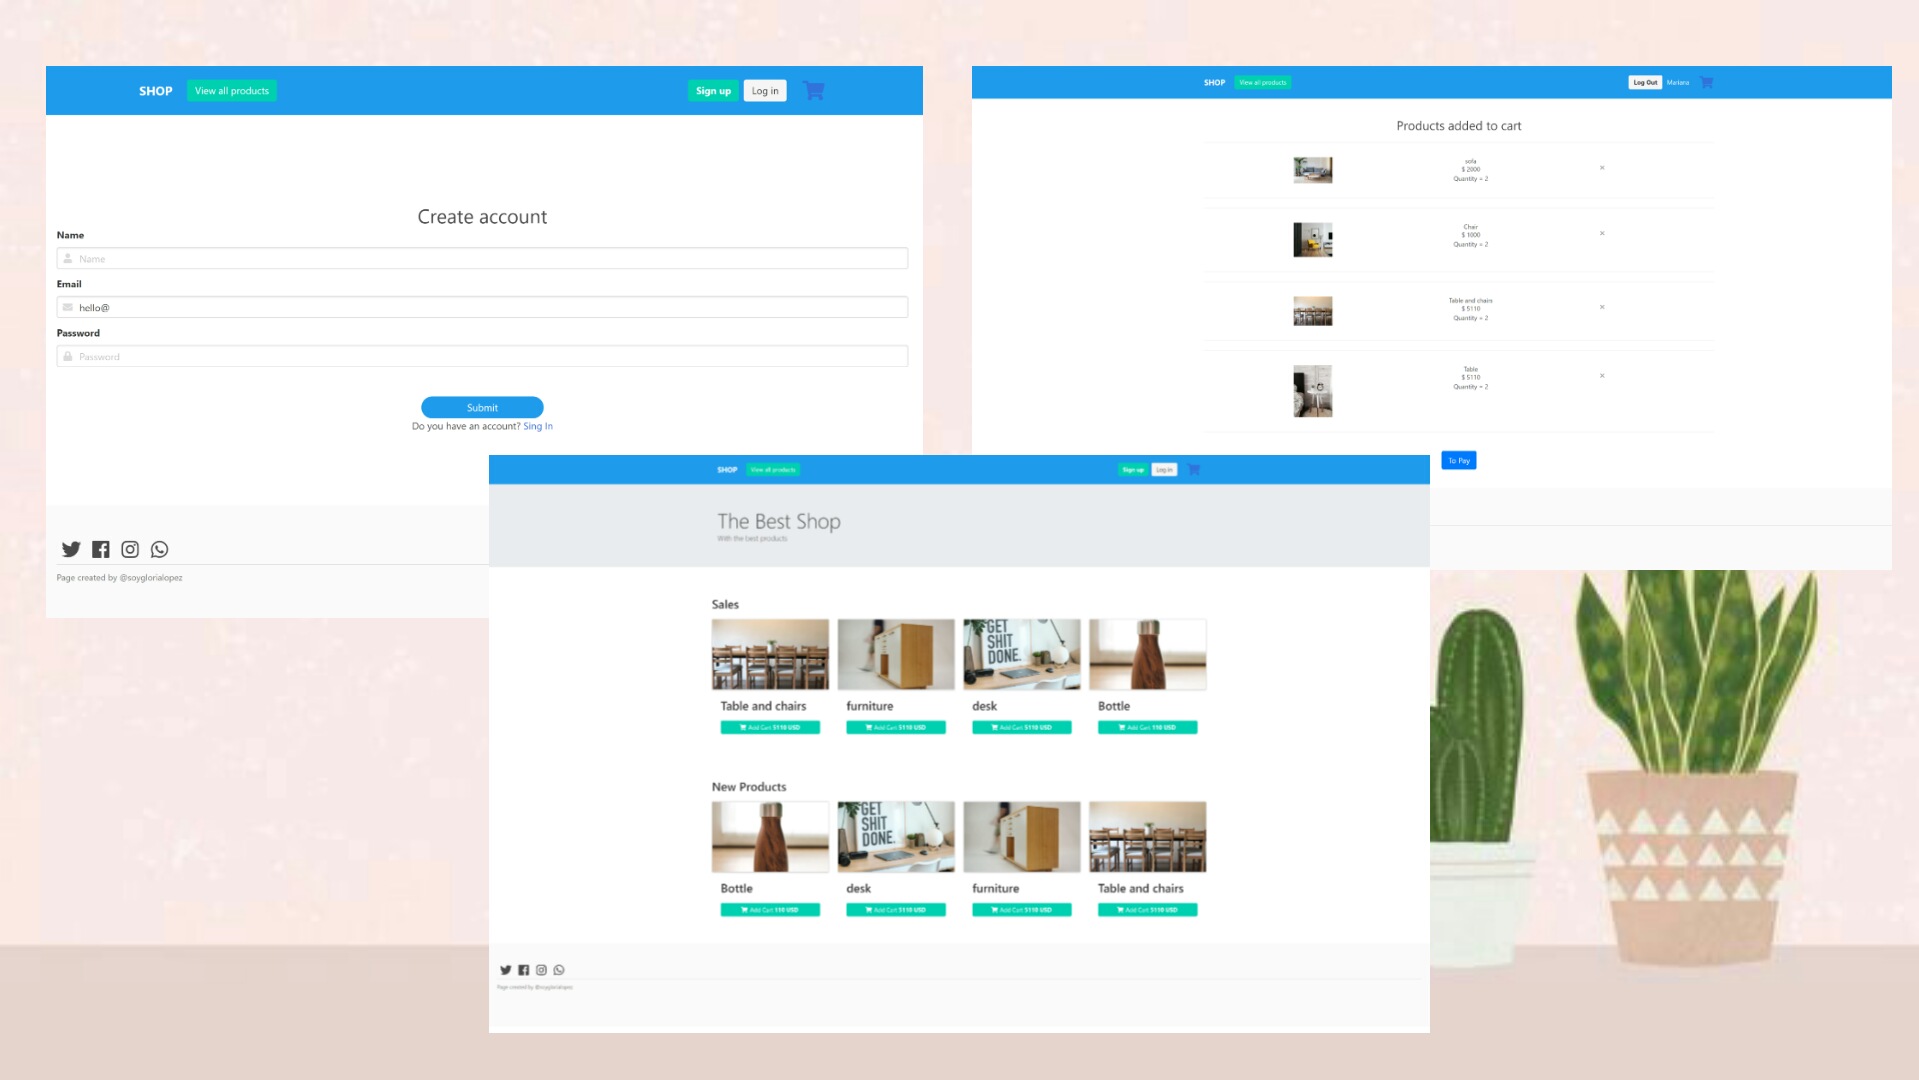 SHOP View all products Sign up Log in
Create account
Name
Name
Email
hello@
Password
Password
Submit
Do you have an account? Sing In
Page created by @soyglorialopez
SHOP View all products Log Out Mariana
Products added to cart
sofa
$ 2000
Quantity = 2
×
Chair
$ 1000
Quantity = 2
×
Table and chairs
$ 5110
Quantity = 2
×
Table
$ 5110
Quantity = 2
×
To Pay
SHOP View all products Sign up Log in
The Best Shop
With the best products
Sales
GET
SHIT
DONE.
Table and chairs furniture desk Bottle
Add Cart 5110 USD Add Cart 5110 USD Add Cart 5110 USD Add Cart 110 USD
New Products
GET
SHIT
DONE.
Bottle desk furniture Table and chairs
Add Cart 110 USD Add Cart 5110 USD Add Cart 5110 USD Add Cart 5110 USD
Page created by @soyglorialopez